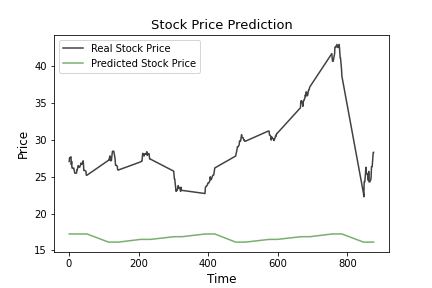 Stock Price Prediction
Real Stock Price
Predicted Stock Price
Price
40
35
30
25
20
15
0 200 400 600 800
Time